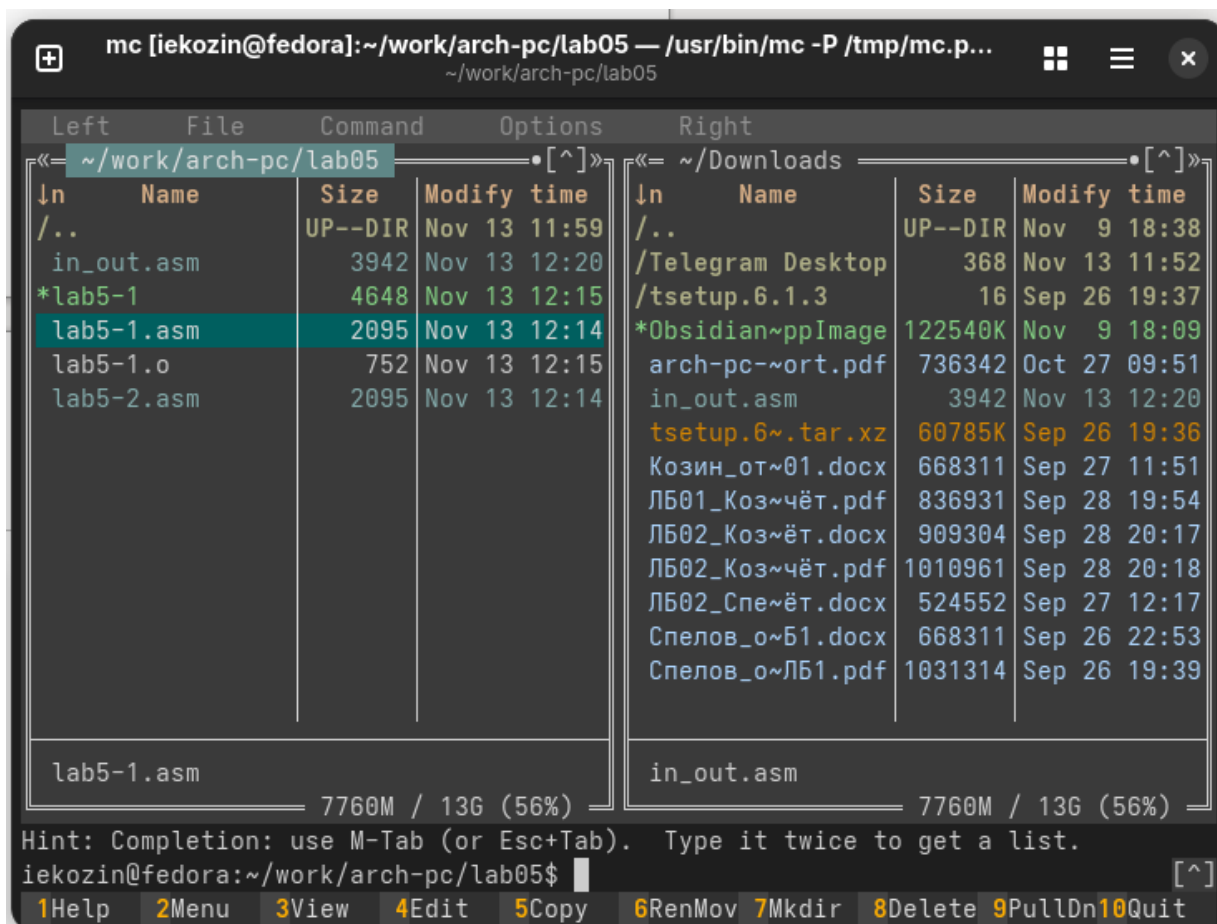 mc [iekozin@fedora]:~/work/arch-pc/lab05 — /usr/bin/mc -P /tmp/mc.p...
~/work/arch-pc/lab05
Left File Command Options Right
«═ ~/work/arch-pc/lab05 •[^]»
↓n Name Size Modify time
/.. UP--DIR Nov 13 11:59
in_out.asm 3942 Nov 13 12:20
*lab5-1 4648 Nov 13 12:15
lab5-1.asm 2095 Nov 13 12:14
lab5-1.o 752 Nov 13 12:15
lab5-2.asm 2095 Nov 13 12:14
lab5-1.asm
7760M / 13G (56%)
«═ ~/Downloads •[^]»
↓n Name Size Modify time
/.. UP--DIR Nov 9 18:38
/Telegram Desktop 368 Nov 13 11:52
/tsetup.6.1.3 16 Sep 26 19:37
*Obsidian~ppImage 122540K Nov 9 18:09
arch-pc-~ort.pdf 736342 Oct 27 09:51
in_out.asm 3942 Nov 13 12:20
tsetup.6~.tar.xz 60785K Sep 26 19:36
Козин_от~01.docx 668311 Sep 27 11:51
ЛБ01_Коз~чёт.pdf 836931 Sep 28 19:54
ЛБ02_Коз~ёт.docx 909304 Sep 28 20:17
ЛБ02_Коз~чёт.pdf 1010961 Sep 28 20:18
ЛБ02_Спе~ёт.docx 524552 Sep 27 12:17
Спелов_о~Б1.docx 668311 Sep 26 22:53
Спелов_о~ЛБ1.pdf 1031314 Sep 26 19:39
in_out.asm
7760M / 13G (56%)
Hint: Completion: use M-Tab (or Esc+Tab). Type it twice to get a list.
iekozin@fedora:~/work/arch-pc/lab05$ [^]
1Help 2Menu 3View 4Edit 5Copy 6RenMov 7Mkdir 8Delete 9PullDn 10Quit